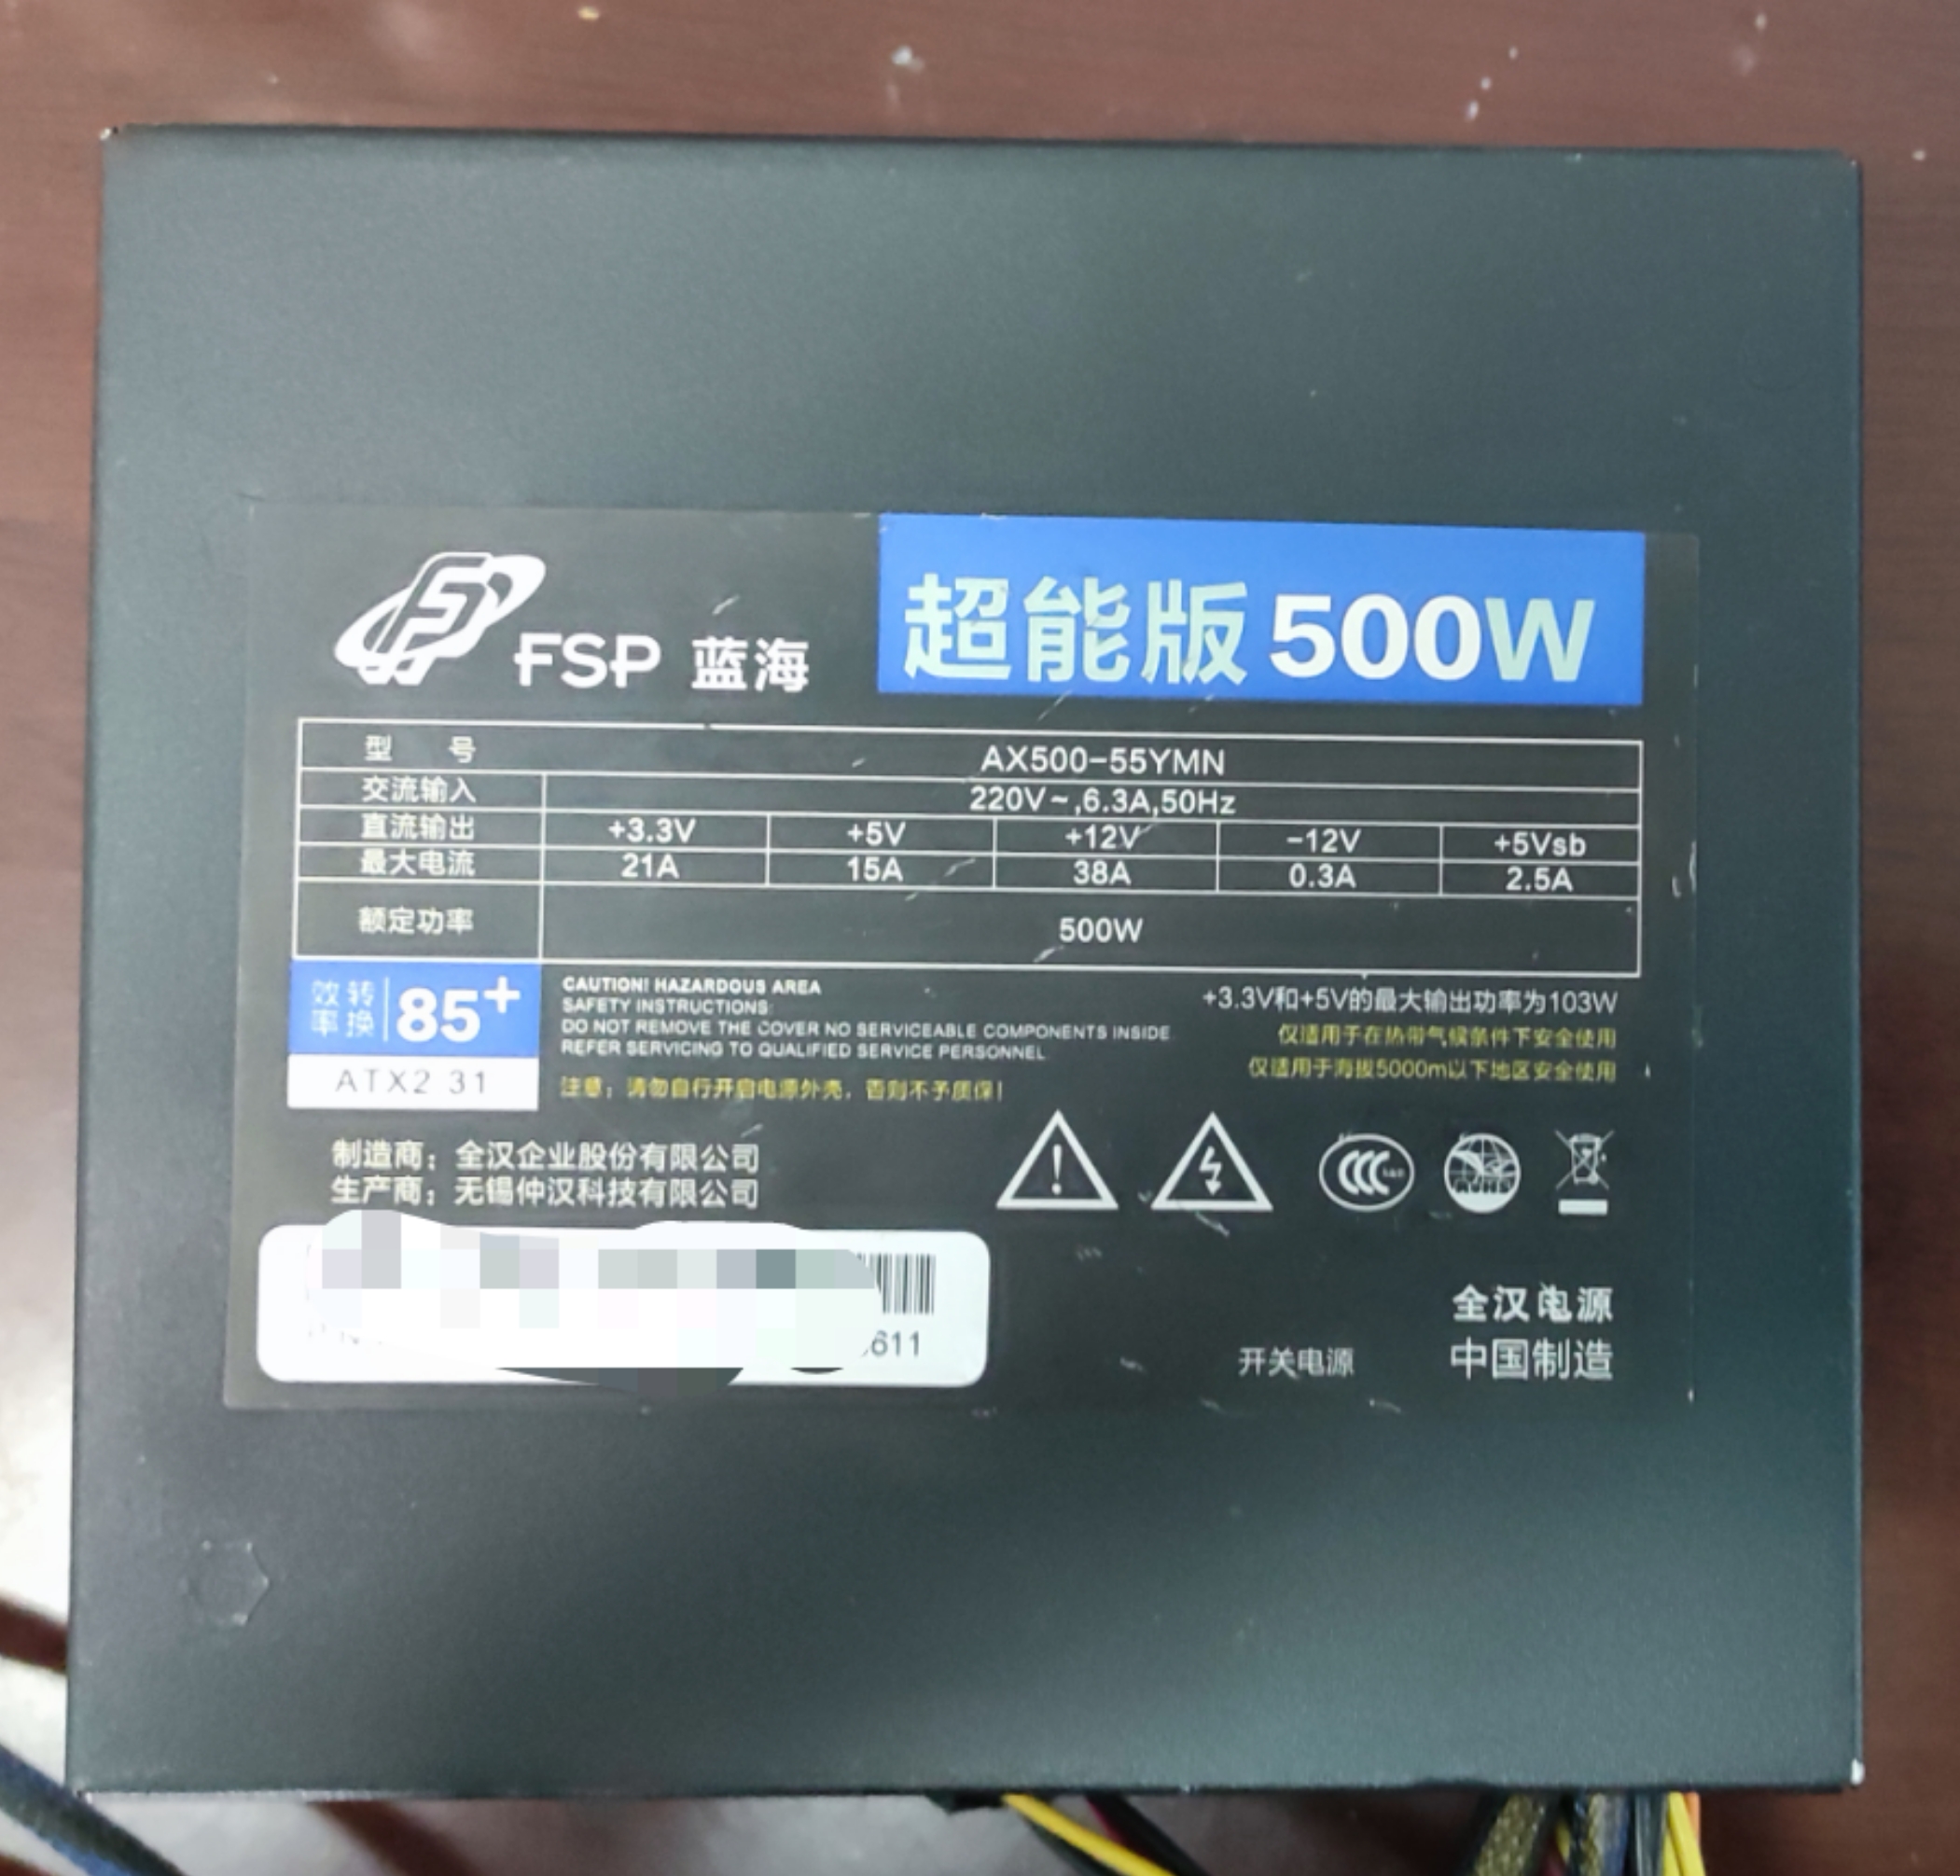 FSP 蓝海
超能版500W
型 号 AX500-55YMN
交流输入 220V~,6.3A,50Hz
直流输出 +3.3V +5V +12V -12V +5Vsb
最大电流 21A 15A 38A 0.3A 2.5A
额定功率 500W
转换效率 85+
ATX2 31
CAUTION! HAZARDOUS AREA
SAFETY INSTRUCTIONS:
DO NOT REMOVE THE COVER NO SERVICEABLE COMPONENTS INSIDE
REFER SERVICING TO QUALIFIED SERVICE PERSONNEL
注意：请勿自行开启电源外壳，否则不予质保！
+3.3V和+5V的最大输出功率为103W
仅适用于在热带气候条件下安全使用
仅适用于海拔5000m以下地区安全使用
制造商：全汉企业股份有限公司
生产商：无锡仲汉科技有限公司
611
开关电源
全汉电源
中国制造